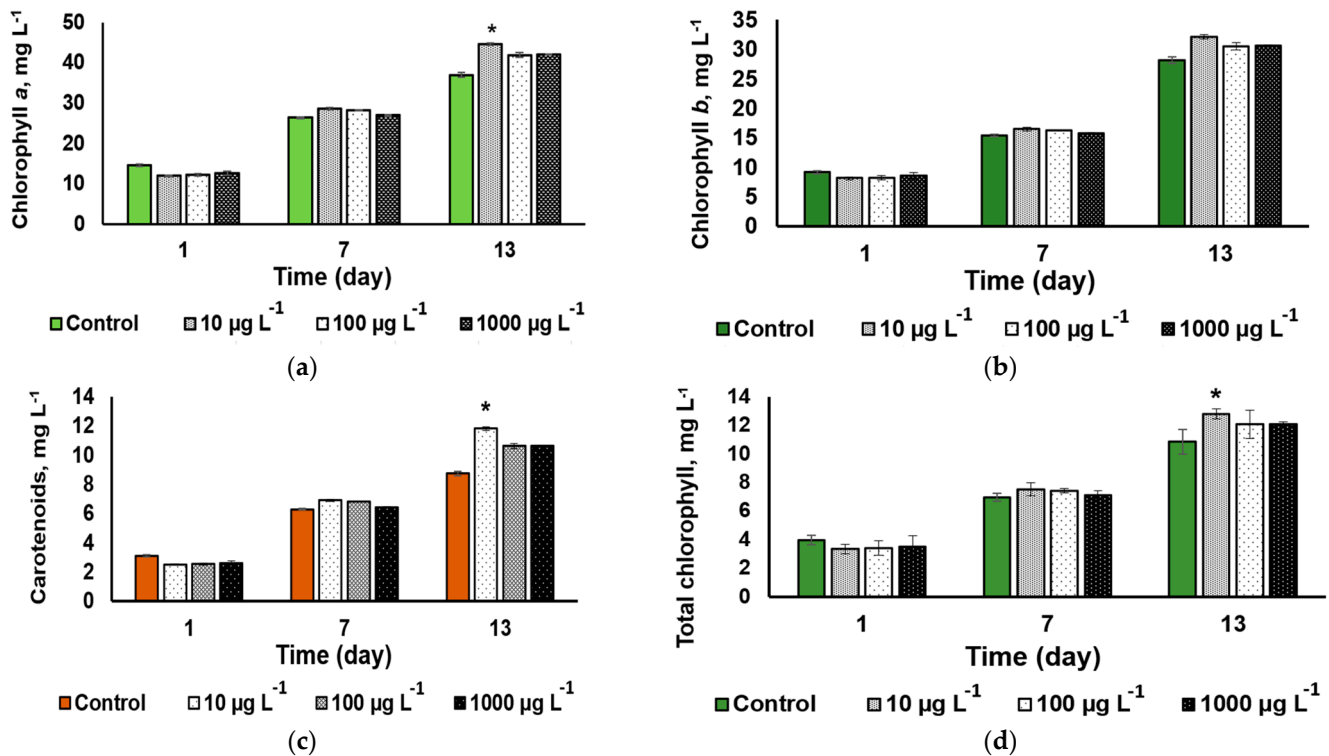 Chlorophyll a, mg L-1
50
40
30
20
10
0
*
1 7 13
Time (day)
Control 10 µg L-1 100 µg L-1 1000 µg L-1
(a)
Chlorophyll b, mg L-1
35
30
25
20
15
10
5
0
1 7 13
Time (day)
Control 10 µg L-1 100 µg L-1 1000 µg L-1
(b)
Carotenoids, mg L-1
14
12
10
8
6
4
2
0
*
1 7 13
Time (day)
Control 10 µg L-1 100 µg L-1 1000 µg L-1
(c)
Total chlorophyll, mg L-1
14
12
10
8
6
4
2
0
*
1 7 13
Time (day)
Control 10 µg L-1 100 µg L-1 1000 µg L-1
(d)